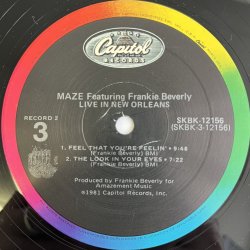 Capitol
RECORDS
MAZE Featuring Frankie Beverly
LIVE IN NEW ORLEANS
RECORD 2
3
SKBK-12156
(SKBK-3-12156)
1. FEEL THAT YOU'RE FEELIN' • 9:48
(Frankie Beverly) BMI
2. THE LOOK IN YOUR EYES • 7:22
(Frankie Beverly) BMI
Produced by Frankie Beverly for
Amazement Music
©1981 Capitol Records, Inc.